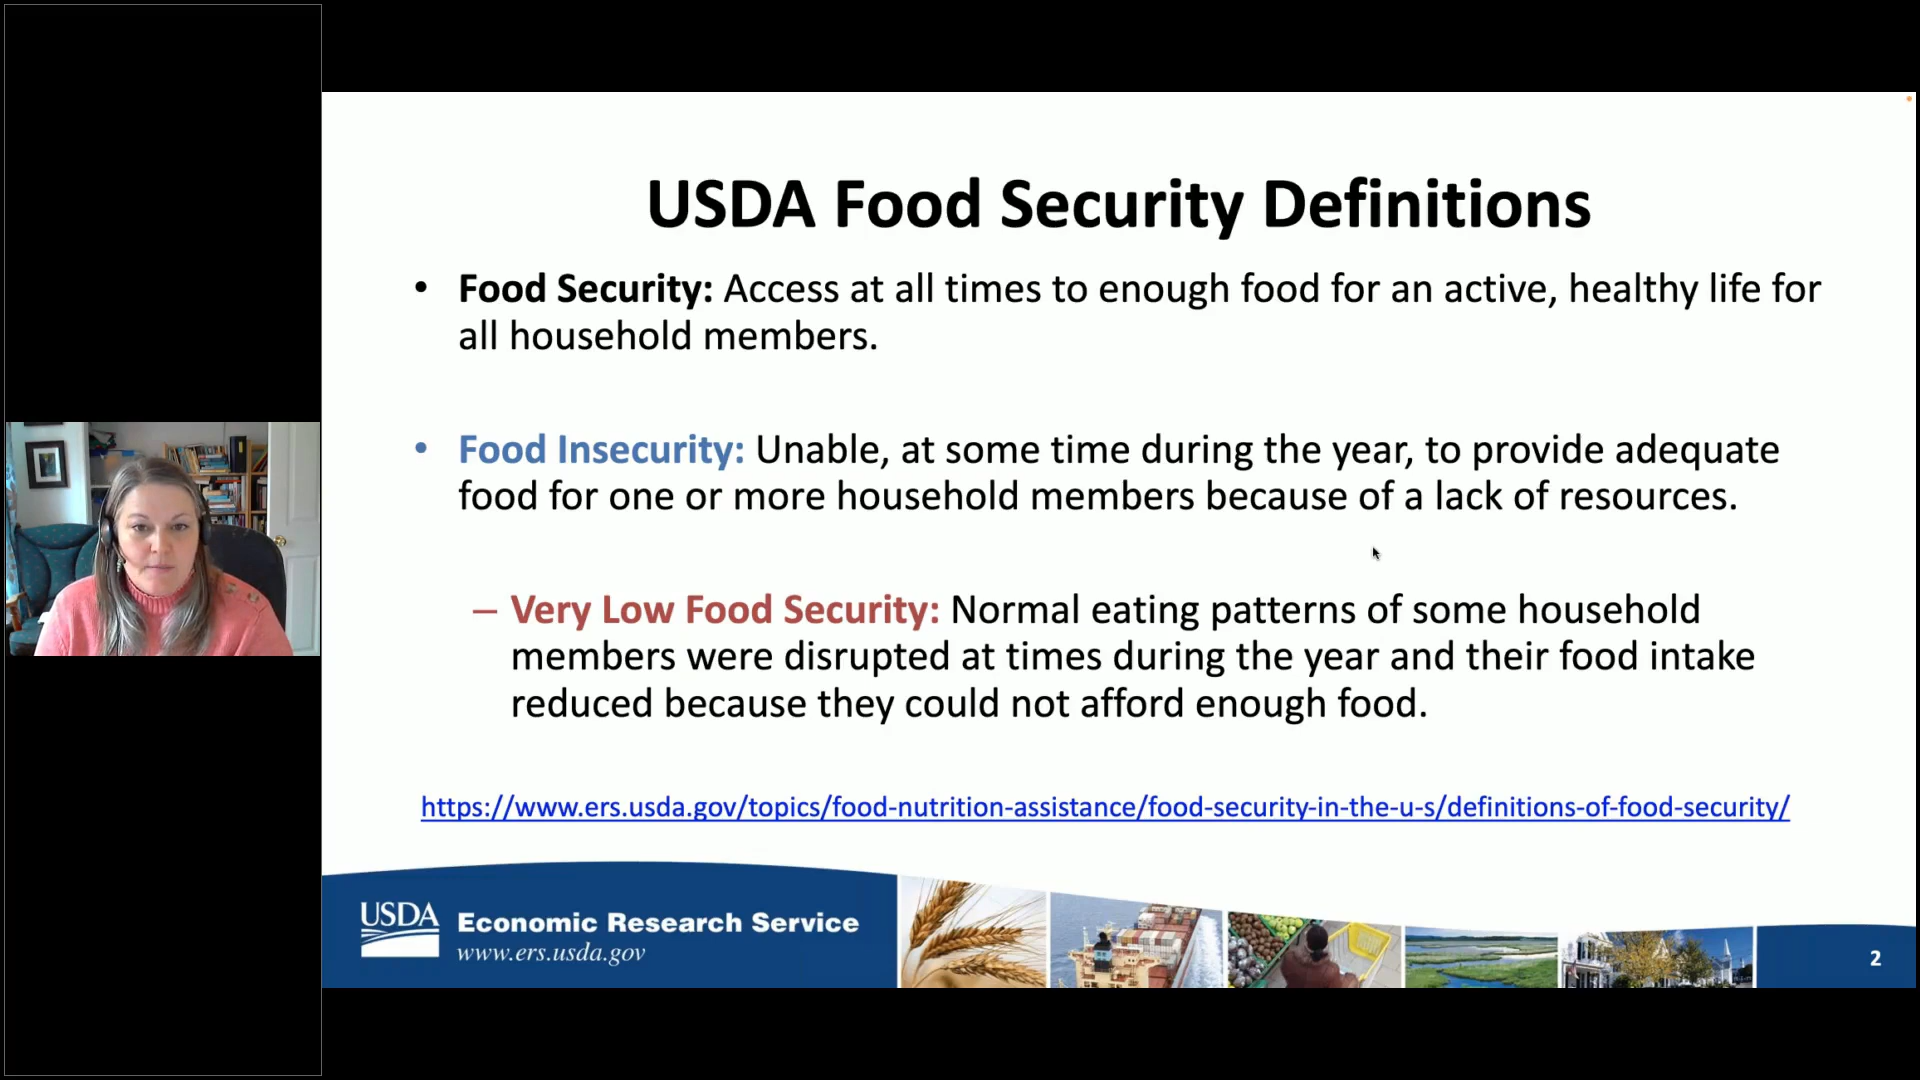 USDA Food Security Definitions
• Food Security: Access at all times to enough food for an active, healthy life for
all household members.
• Food Insecurity: Unable, at some time during the year, to provide adequate
food for one or more household members because of a lack of resources.
– Very Low Food Security: Normal eating patterns of some household
members were disrupted at times during the year and their food intake
reduced because they could not afford enough food.
https://www.ers.usda.gov/topics/food-nutrition-assistance/food-security-in-the-u-s/definitions-of-food-security/
USDA
Economic Research Service
www.ers.usda.gov
2